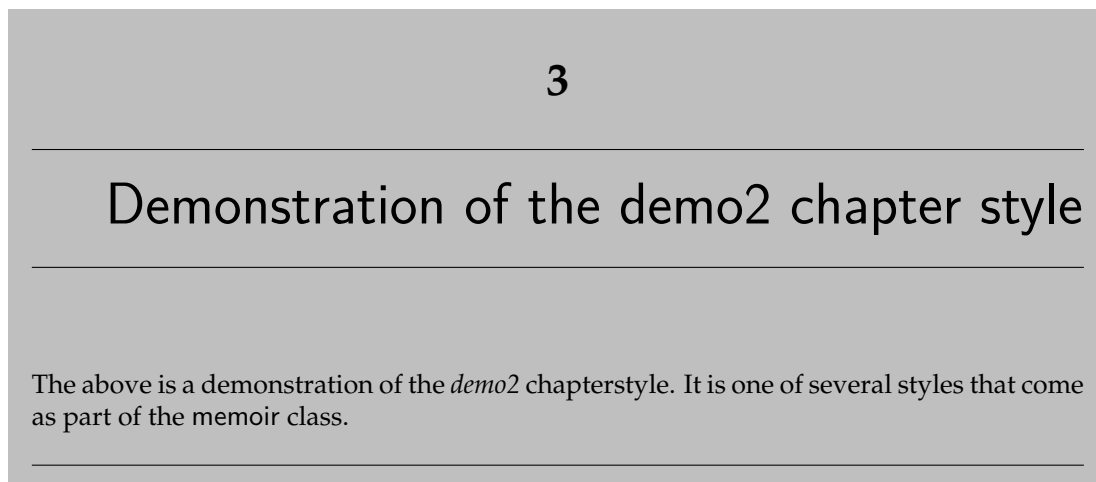 3
Demonstration of the demo2 chapter style
The above is a demonstration of the demo2 chapterstyle. It is one of several styles that come
as part of the memoir class.